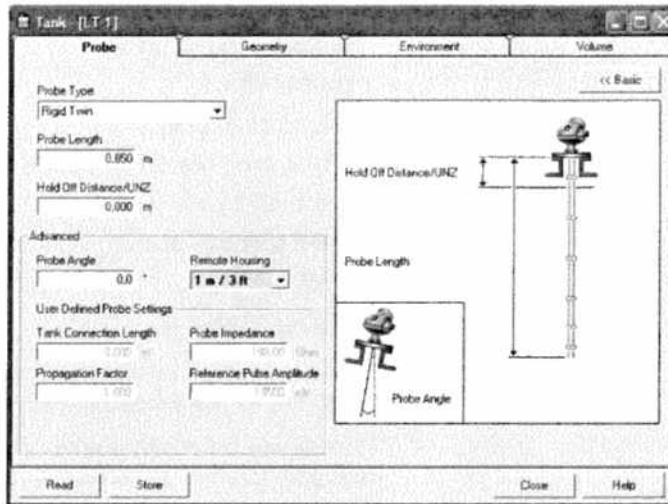 Tank [LT-1]
Probe Geometry Environment Volume
<< Basic
Probe Type
Rigid Twin
Probe Length
0,850 m
Hold Off Distance/UNZ
0,000 m
Advanced
Probe Angle Remote Housing
0,0 ° 1 m / 3 ft
User Defined Probe Settings
Tank Connection Length Probe Impedance
Ohm
Propagation Factor Reference Pulse Amplitude
Hold Off Distance/UNZ
Probe Length
Probe Angle
Read Store Close Help